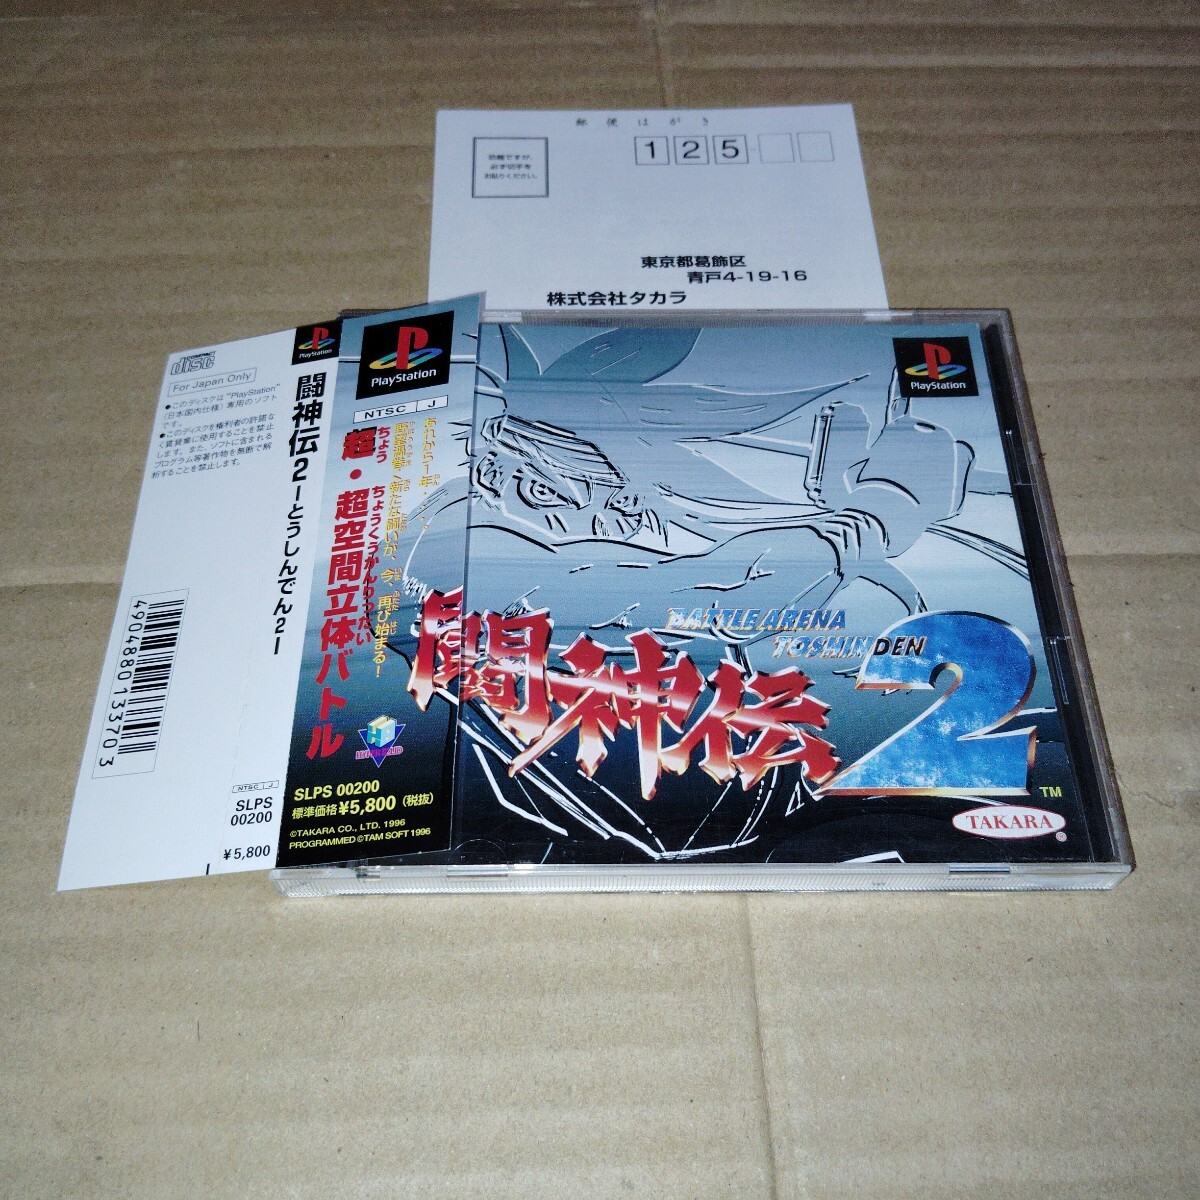 郵便はがき
恐縮ですが、
必ず切手を
お貼りください。
125
東京都葛飾区
青戸4-19-16
株式会社タカラ
COMPACT
disc
For Japan Only
●このディスクは"PlayStation"
(日本国内仕様)専用のソフト
です。
●このディスクを権利者の許諾な
く賃貸業に使用することを禁止
します。また、ソフトに含まれる
プログラム等著作物を無断で解
析することを禁止します。
4904880133703
NTSC J
SLPS
00200
¥5,800
PlayStation
闘神伝2ーとうしんでん2ー
PlayStation
NTSC J
あれから1年…
新たな闘いが、今、再び始まる!
超・超空間立体バトル
ちょう ちょうくうかんりったい
SLPS 00200
標準価格¥5,800(税抜)
©TAKARA CO., LTD. 1996
PROGRAMMED ©TAM SOFT 1996
PlayStation
BATTLE ARENA
TOSHINDEN
闘神伝2
TM
TAKARA
®